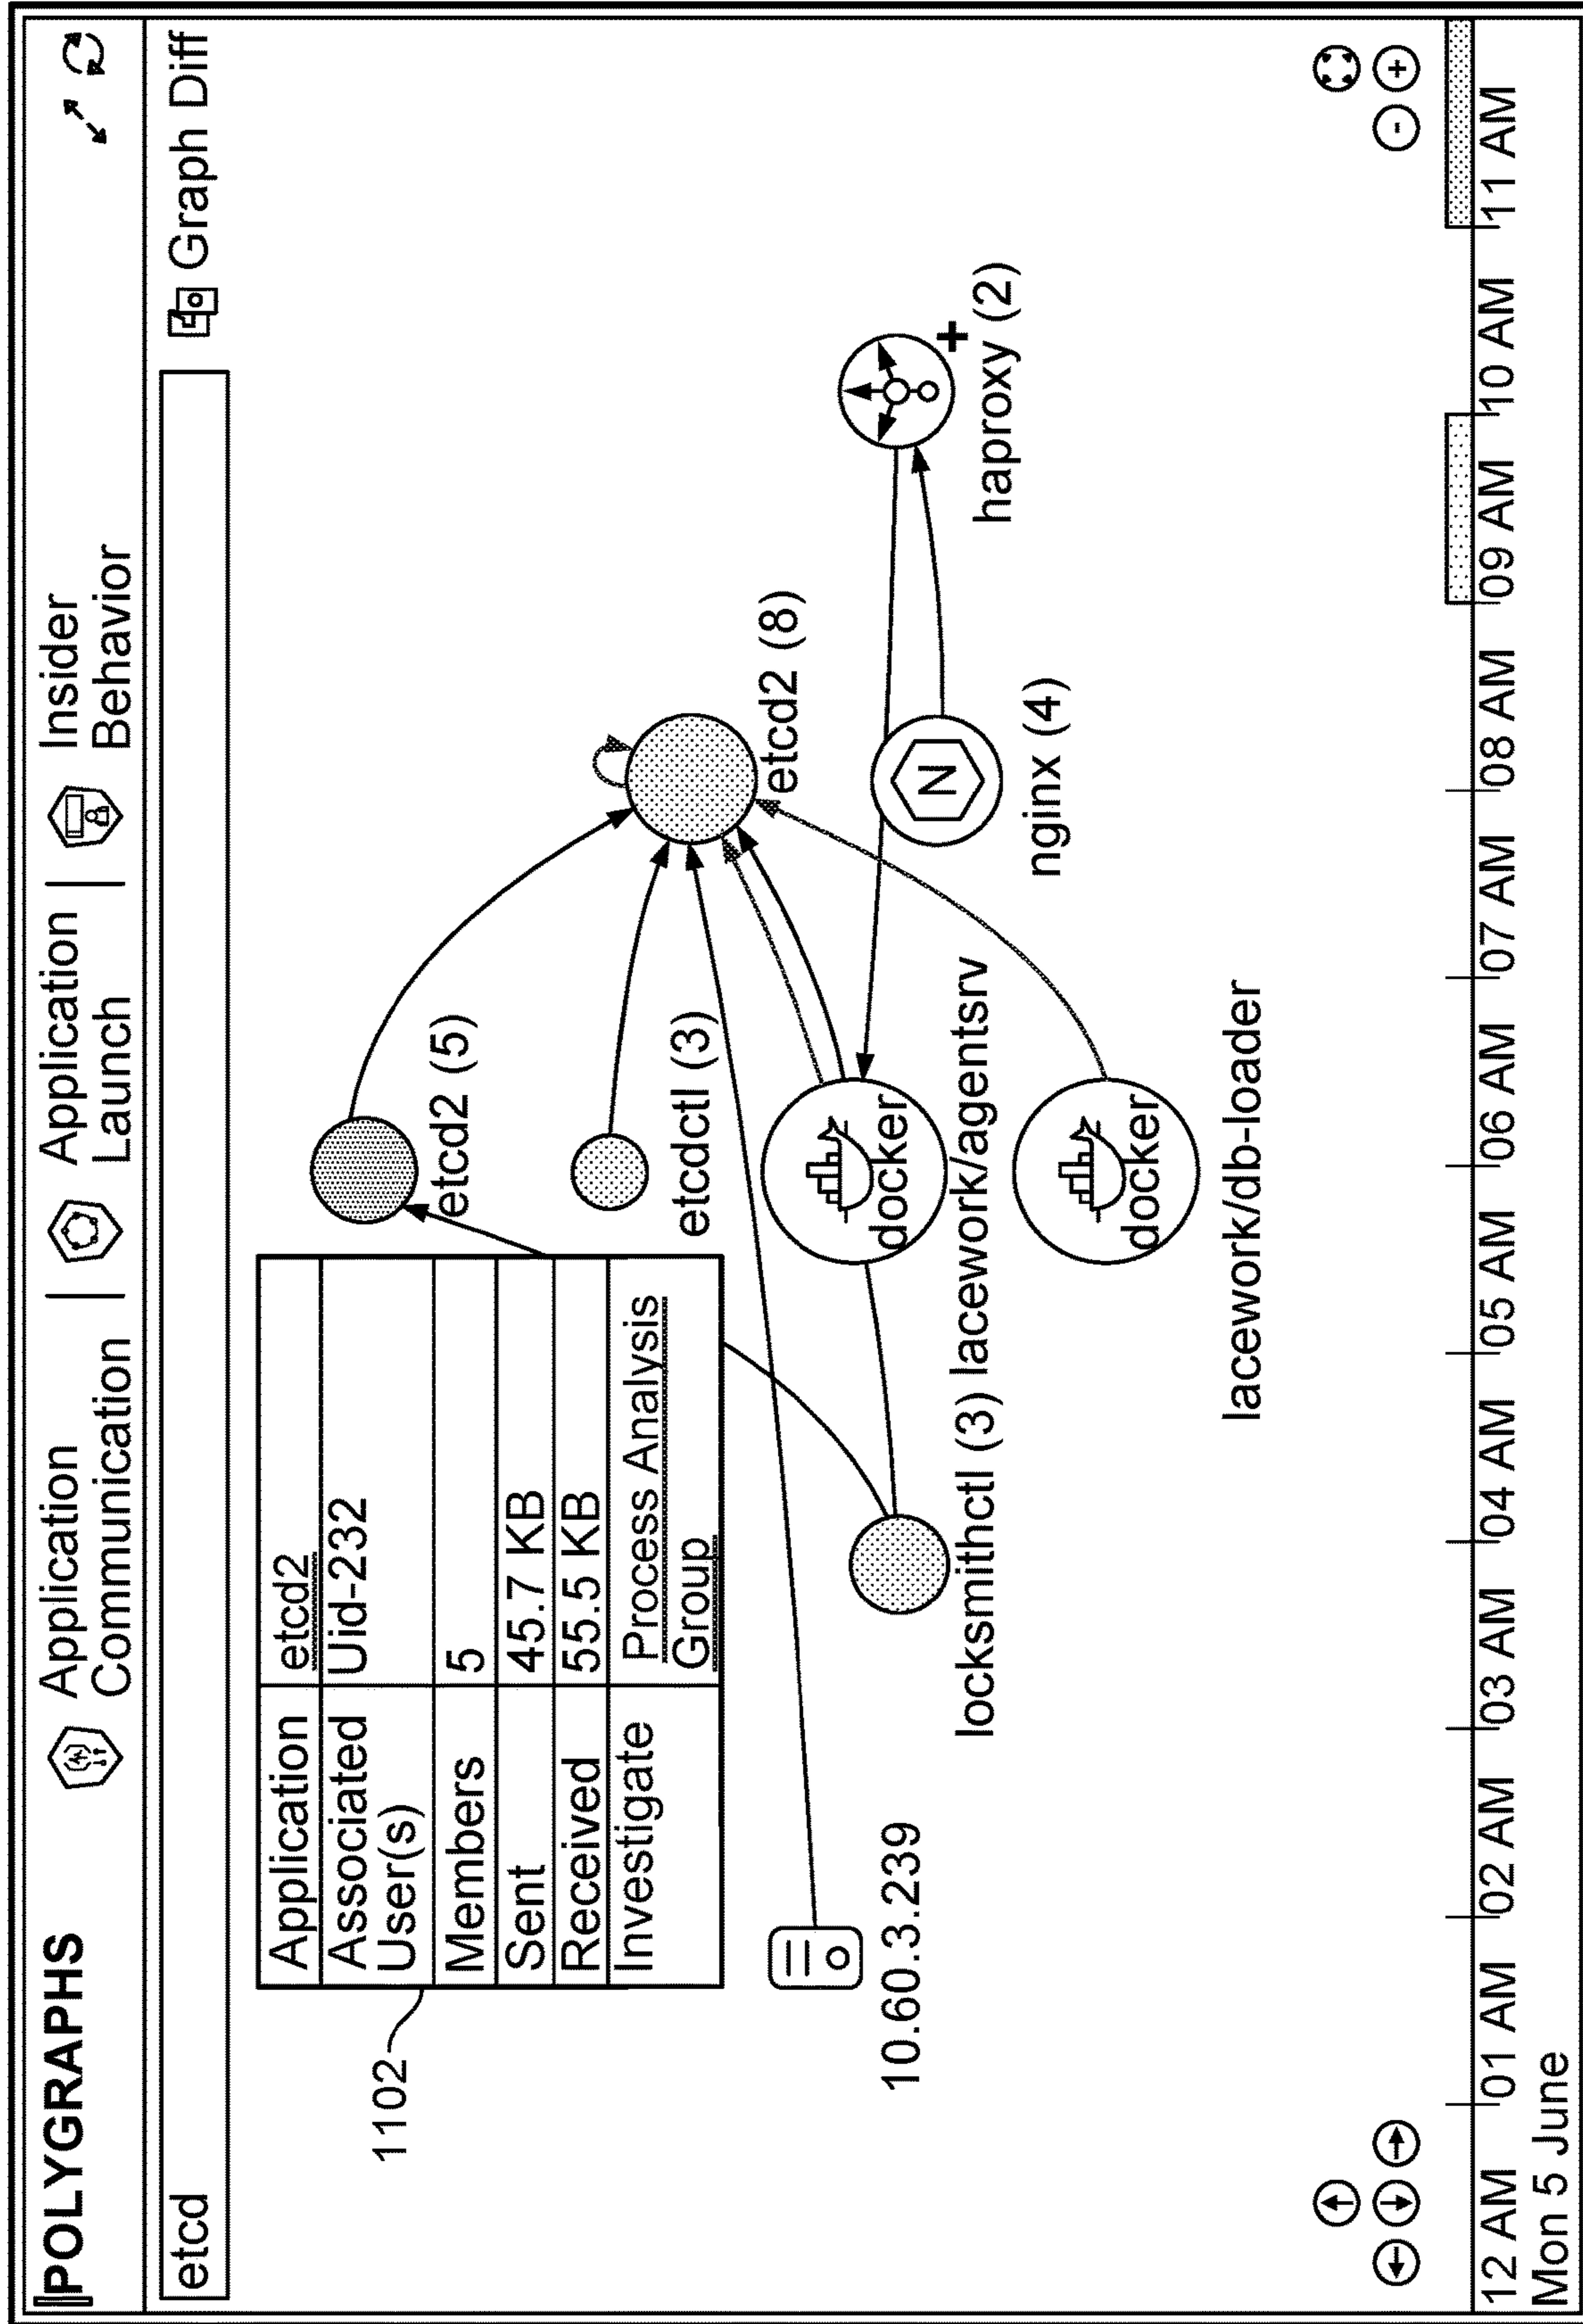 POLYGRAPHS
Application
Communication
Application
Launch
Insider
Behavior
etcd
Graph Diff
Application etcd2
Associated User(s) Uid-232
Members 5
Sent 45.7 KB
Received 55.5 KB
Investigate Process Analysis
Group
1102
etcd2 (5)
etcdctl (3)
etcd2 (8)
10.60.3.239
locksmithctl (3)
docker
lacework/agentsrv
docker
lacework/db-loader
N
nginx (4)
+
haproxy (2)
- +
12 AM 01 AM 02 AM 03 AM 04 AM 05 AM 06 AM 07 AM 08 AM 09 AM 10 AM 11 AM
Mon 5 June